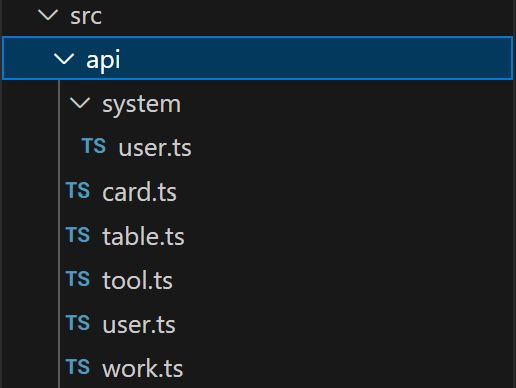 src
api
system
TS user.ts
TS card.ts
TS table.ts
TS tool.ts
TS user.ts
TS work.ts